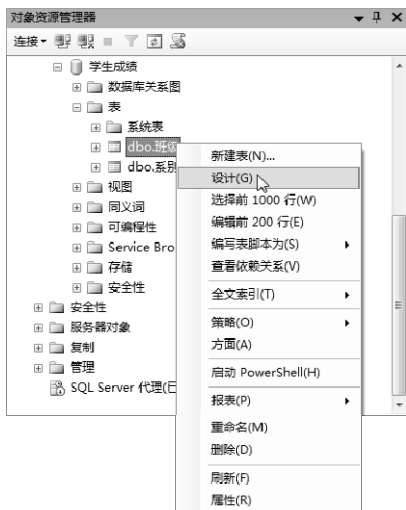 对象资源管理器
连接
学生成绩
数据库关系图
表
系统表
dbo.班级
dbo.系别
视图
同义词
可编程性
Service Bro
存储
安全性
安全性
服务器对象
复制
管理
SQL Server 代理(已
新建表(N)...
设计(G)
选择前 1000 行(W)
编辑前 200 行(E)
编写表脚本为(S)
查看依赖关系(V)
全文索引(T)
策略(O)
方面(A)
启动 PowerShell(H)
报表(P)
重命名(M)
删除(D)
刷新(F)
属性(R)